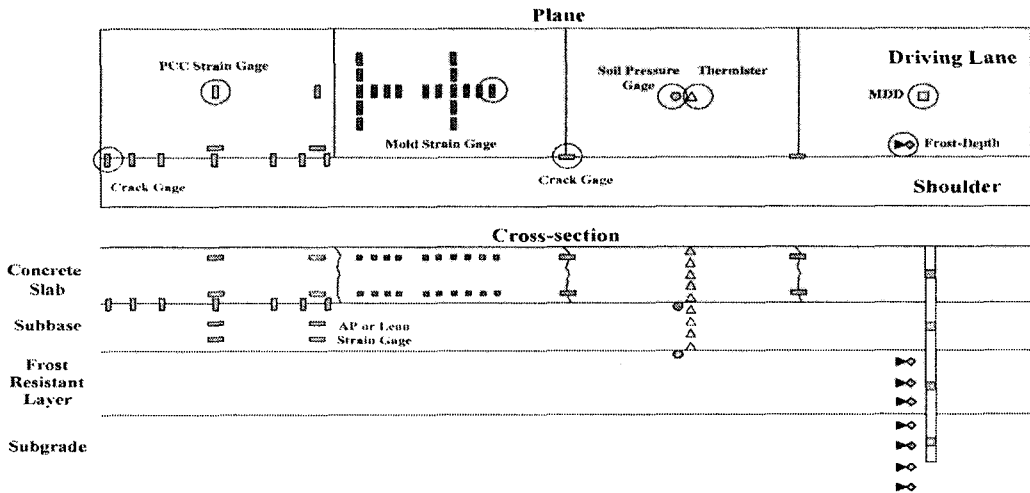 Plane
PCC Strain Gage
Soil Pressure
Gage
Thermister
Driving Lane
MDD
Mold Strain Gage
Frost-Depth
Crack Gage
Crack Gage
Shoulder
Cross-section
Concrete
Slab
Subbase
AP or Lean
Strain Gage
Frost
Resistant
Layer
Subgrade